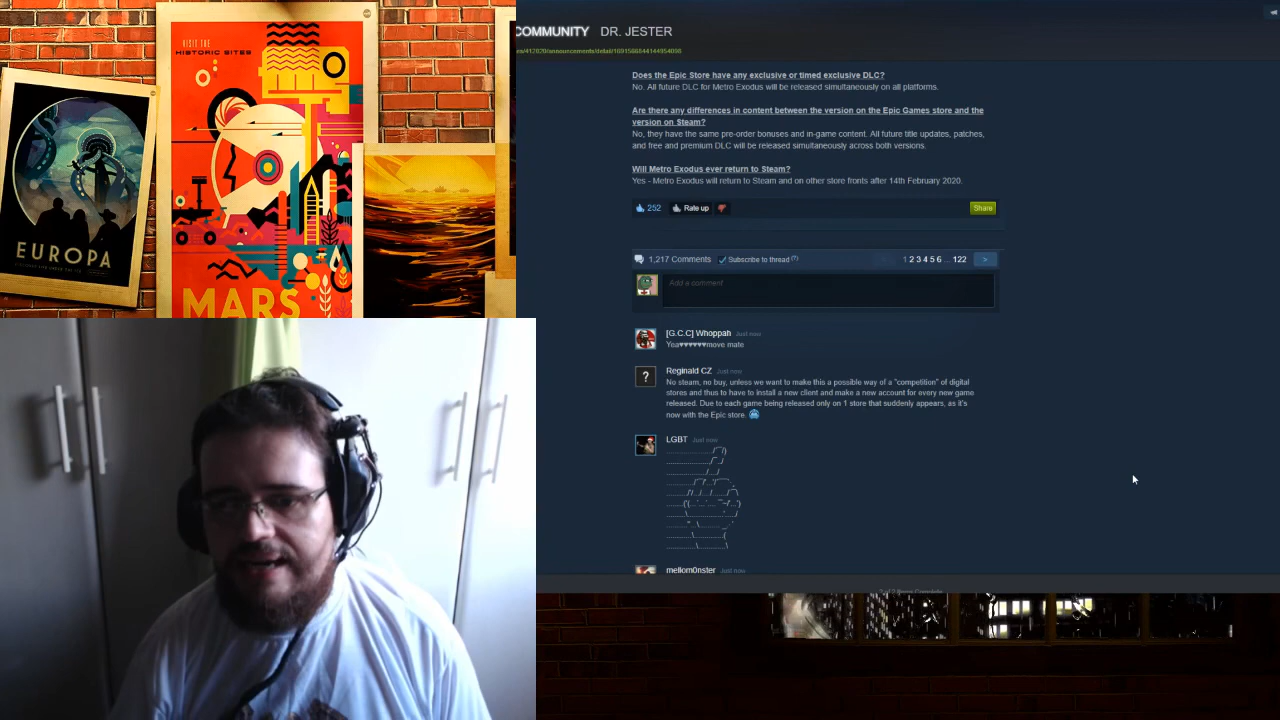 VISIT THE
HISTORIC SITES
MARS
EUROPA
COMMUNITY DR. JESTER
Does the Epic Store have any exclusive or timed exclusive DLC?
No. All future DLC for Metro Exodus will be released simultaneously on all platforms.
Are there any differences in content between the version on the Epic Games store and the
version on Steam?
No, they have the same pre-order bonuses and in-game content. All future title updates, patches,
and free and premium DLC will be released simultaneously across both versions.
Will Metro Exodus ever return to Steam?
Yes - Metro Exodus will return to Steam and on other store fronts after 14th February 2020.
252 Rate up Share
1,217 Comments Subscribe to thread (?) 1 2 3 4 5 6 ... 122 >
Add a comment
[G.C.C] Whoppah Just now
Yea♥♥♥♥♥♥move mate
Reginald CZ Just now
No steam, no buy, unless we want to make this a possible way of a "competition" of digital
stores and thus to have to install a new client and make a new account for every new game
released. Due to each game being released only on 1 store that suddenly appears, as it's
now with the Epic store.
LGBT Just now
mellom0nster Just now